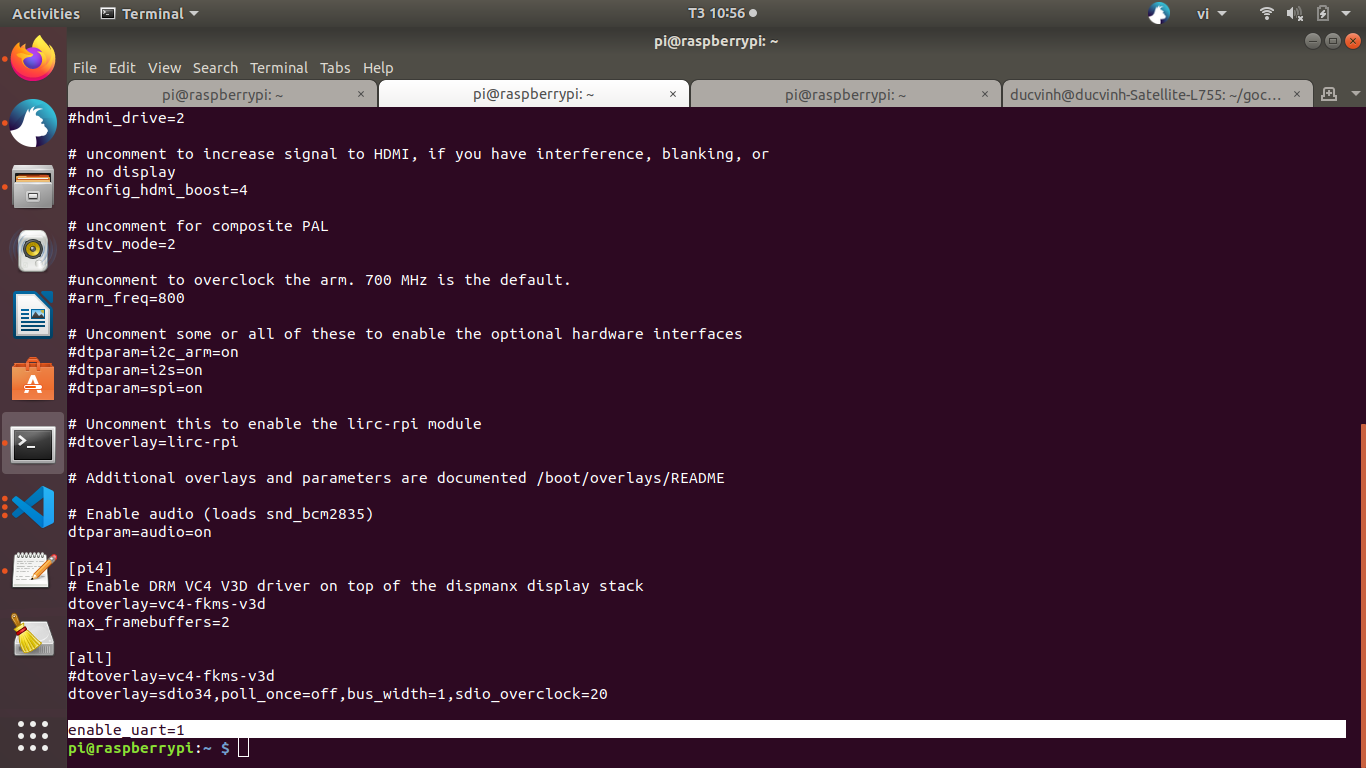 Activities Terminal T3 10:56 vi
pi@raspberrypi: ~
File Edit View Search Terminal Tabs Help
pi@raspberrypi: ~ × pi@raspberrypi: ~ × pi@raspberrypi: ~ × ducvinh@ducvinh-Satellite-L755: ~/goc... ×
#hdmi_drive=2
# uncomment to increase signal to HDMI, if you have interference, blanking, or
# no display
#config_hdmi_boost=4
# uncomment for composite PAL
#sdtv_mode=2
#uncomment to overclock the arm. 700 MHz is the default.
#arm_freq=800
# Uncomment some or all of these to enable the optional hardware interfaces
#dtparam=i2c_arm=on
#dtparam=i2s=on
#dtparam=spi=on
# Uncomment this to enable the lirc-rpi module
#dtoverlay=lirc-rpi
# Additional overlays and parameters are documented /boot/overlays/README
# Enable audio (loads snd_bcm2835)
dtparam=audio=on
[pi4]
# Enable DRM VC4 V3D driver on top of the dispmanx display stack
dtoverlay=vc4-fkms-v3d
max_framebuffers=2
[all]
#dtoverlay=vc4-fkms-v3d
dtoverlay=sdio34,poll_once=off,bus_width=1,sdio_overclock=20
enable_uart=1
pi@raspberrypi:~ $